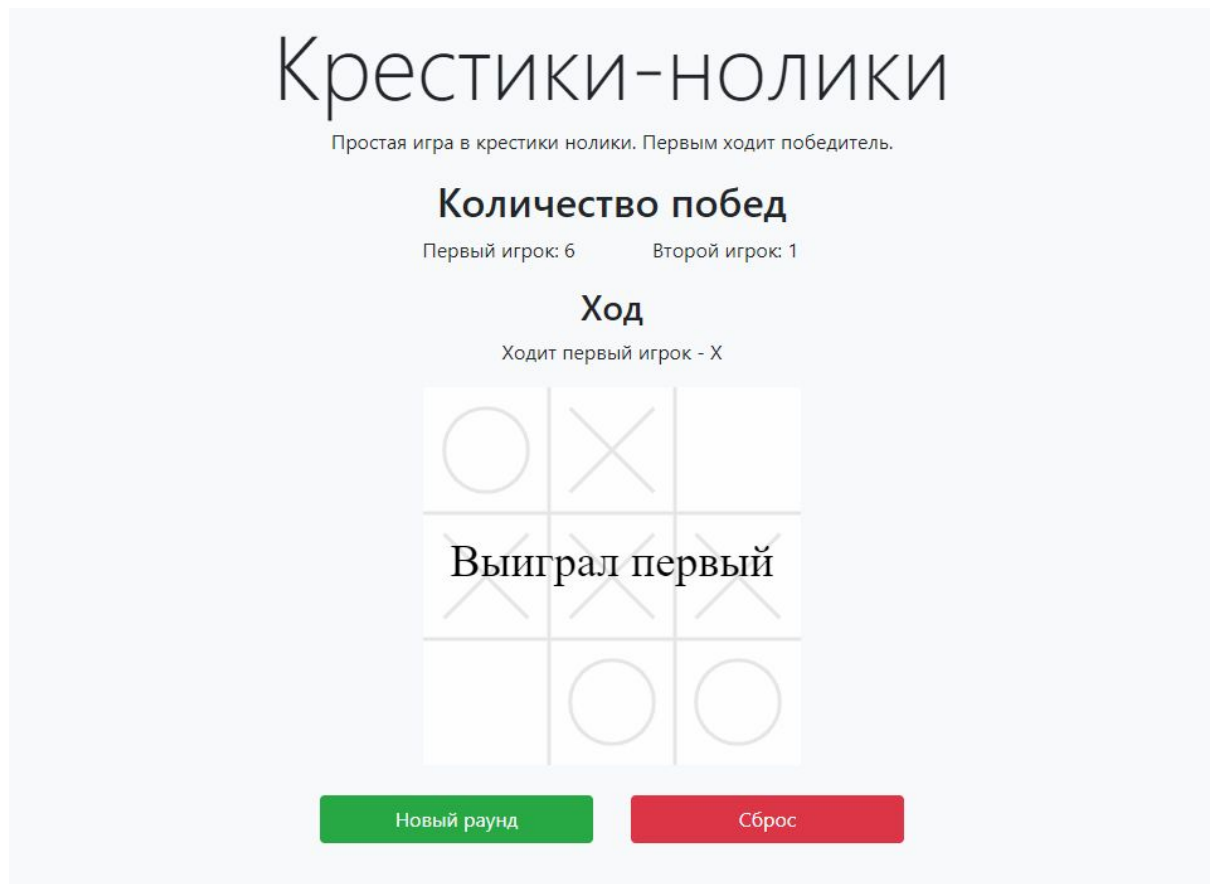 Крестики-нолики
Простая игра в крестики нолики. Первым ходит победитель.
Количество побед
Первый игрок: 6 Второй игрок: 1
Ход
Ходит первый игрок - X
Выиграл первый
Новый раунд Сброс